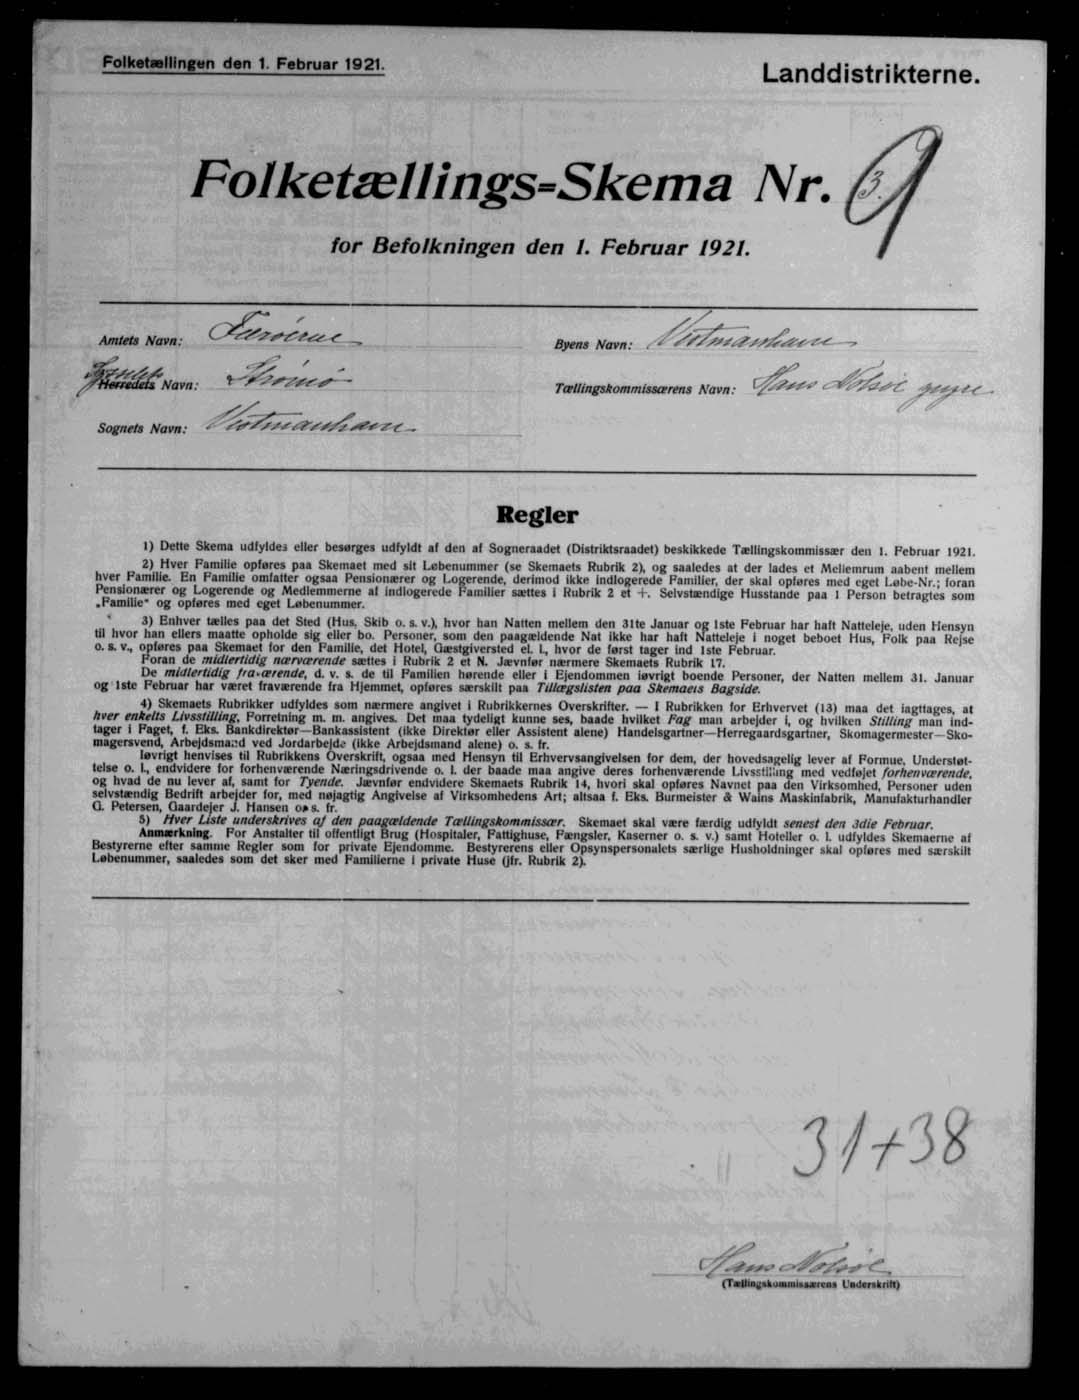 Folketællingen den 1. Februar 1921.
Landdistrikterne.
Folketællings=Skema Nr. 3. 9
for Befolkningen den 1. Februar 1921.
Amtets Navn: Færöerne
Byens Navn: Vestmanhavn
Sysslets
Herredets Navn: Strömö
Tællingskommissærens Navn: Hans Nolsöe yngre
Sognets Navn: Vestmanhavn
Regler
1) Dette Skema udfyldes eller besørges udfyldt af den af Sogneraadet (Distriktsraadet) beskikkede Tællingskommissær den 1. Februar 1921.
2) Hver Familie opføres paa Skemaet med sit Løbenummer (se Skemaets Rubrik 2), og saaledes at der lades et Mellemrum aabent mellem
hver Familie. En Familie omfatter ogsaa Pensionærer og Logerende, derimod ikke indlogerede Familier, der skal opføres med eget Løbe-Nr.; foran
Pensionærer og Logerende og Medlemmerne af indlogerede Familier sættes i Rubrik 2 et +. Selvstændige Husstande paa 1 Person betragtes som
„Familie“ og opføres med eget Løbenummer.
3) Enhver tælles paa det Sted (Hus, Skib o. s. v.), hvor han Natten mellem den 31te Januar og 1ste Februar har haft Natteleje, uden Hensyn
til hvor han ellers maatte opholde sig eller bo. Personer, som den paagældende Nat ikke har haft Natteleje i noget beboet Hus, Folk paa Rejse
o. s. v., opføres paa Skemaet for den Familie, det Hotel, Gæstgiversted el. l., hvor de først tager ind 1ste Februar.
Foran de midlertidig nærværende sættes i Rubrik 2 et N. Jævnfør nærmere Skemaets Rubrik 17.
De midlertidig fraværende, d. v. s. de til Familien hørende eller i Ejendommen iøvrigt boende Personer, der Natten mellem 31. Januar
og 1ste Februar har været fraværende fra Hjemmet, opføres særskilt paa Tillægslisten paa Skemaets Bagside.
4) Skemaets Rubrikker udfyldes som nærmere angivet i Rubrikkernes Overskrifter. — I Rubrikken for Erhvervet (13) maa det iagttages, at
hver enkelts Livsstilling, Forretning m. m. angives. Det maa tydeligt kunne ses, baade hvilket Fag man arbejder i, og hvilken Stilling man ind-
tager i Faget, f. Eks. Bankdirektør—Bankassistent (ikke Direktør eller Assistent alene) Handelsgartner—Herregaardsgartner, Skomagermester—Sko-
magersvend, Arbejdsmand ved Jordarbejde (ikke Arbejdsmand alene) o. s. fr.
Iøvrigt henvises til Rubrikkens Overskrift, ogsaa med Hensyn til Erhvervsangivelsen for dem, der hovedsagelig lever af Formue, Understøt-
telse o. l., endvidere for forhenværende Næringsdrivende o. l. der baade maa angive deres forhenværende Livsstilling med vedføjet forhenværende,
og hvad de nu lever af, samt for Tyende. Jævnfør endvidere Skemaets Rubrik 14, hvori skal opføres Navnet paa den Virksomhed, Personer uden
selvstændig Bedrift arbejder for, med nøjagtig Angivelse af Virksomhedens Art; altsaa f. Eks. Burmeister & Wains Maskinfabrik, Manufakturhandler
G. Petersen, Gaardejer J. Hansen o. s. fr.
5) Hver Liste underskrives af den paagældende Tællingskommissær. Skemaet skal være færdig udfyldt senest den 3die Februar.
Anmærkning. For Anstalter til offentligt Brug (Hospitaler, Fattighuse, Fængsler, Kaserner o. s. v.) samt Hoteller o. l. udfyldes Skemaerne af
Bestyrerne efter samme Regler som for private Ejendomme. Bestyrerens eller Opsynspersonalets særlige Husholdninger skal opføres med særskilt
Løbenummer, saaledes som det sker med Familierne i private Huse (jfr. Rubrik 2).
31+38
Hans Nolsöe
(Tællingskommissærens Underskrift)